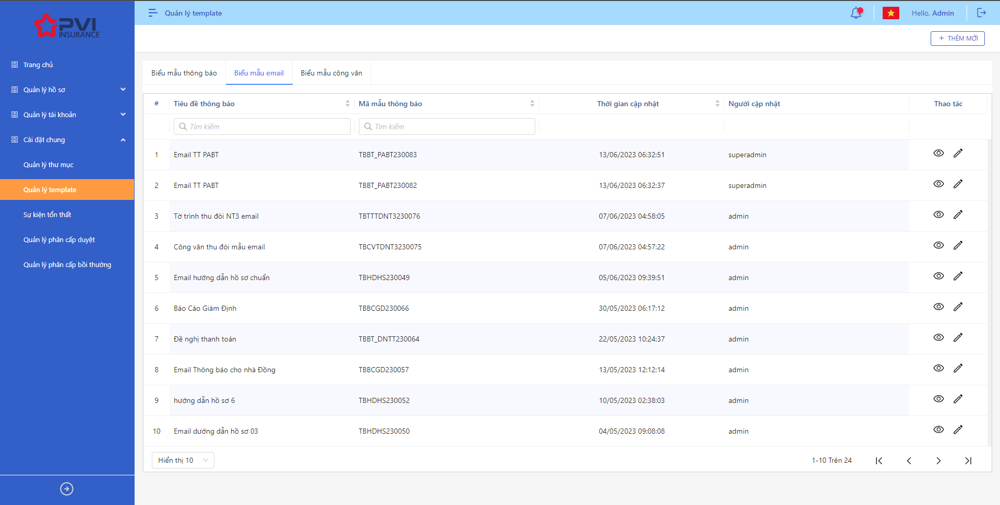 PVI
INSURANCE
Trang chủ
Quản lý hồ sơ
Quản lý tài khoản
Cài đặt chung
Quản lý thư mục
Quản lý template
Sự kiện tổn thất
Quản lý phân cấp duyệt
Quản lý phân cấp bồi thường
Quản lý template
Hello, Admin
+ THÊM MỚI
Biểu mẫu thông báo Biểu mẫu email Biểu mẫu công văn
# Tiêu đề thông báo Mã mẫu thông báo Thời gian cập nhật Người cập nhật Thao tác
Tìm kiếm Tìm kiếm
1 Email TT PABT TBBT_PABT230083 13/06/2023 06:32:51 superadmin
2 Email TT PABT TBBT_PABT230082 13/06/2023 06:32:37 superadmin
3 Tờ trình thu đòi NT3 email TBTTTDNT3230076 07/06/2023 04:58:05 admin
4 Công văn thu đòi mẫu email TBCVTDNT3230075 07/06/2023 04:57:22 admin
5 Email hướng dẫn hồ sơ chuẩn TBHDHS230049 05/06/2023 09:39:51 admin
6 Báo Cáo Giám Định TBBCGD230066 30/05/2023 06:17:12 admin
7 Đề nghị thanh toán TBBT_DNTT230064 22/05/2023 10:24:37 admin
8 Email Thông báo cho nhà Đồng TBBCGD230057 13/05/2023 12:12:14 admin
9 hướng dẫn hồ sơ 6 TBHDHS230052 10/05/2023 02:38:03 admin
10 Email dướng dẫn hồ sơ 03 TBHDHS230050 04/05/2023 09:08:08 admin
Hiển thị 10 1-10 Trên 24